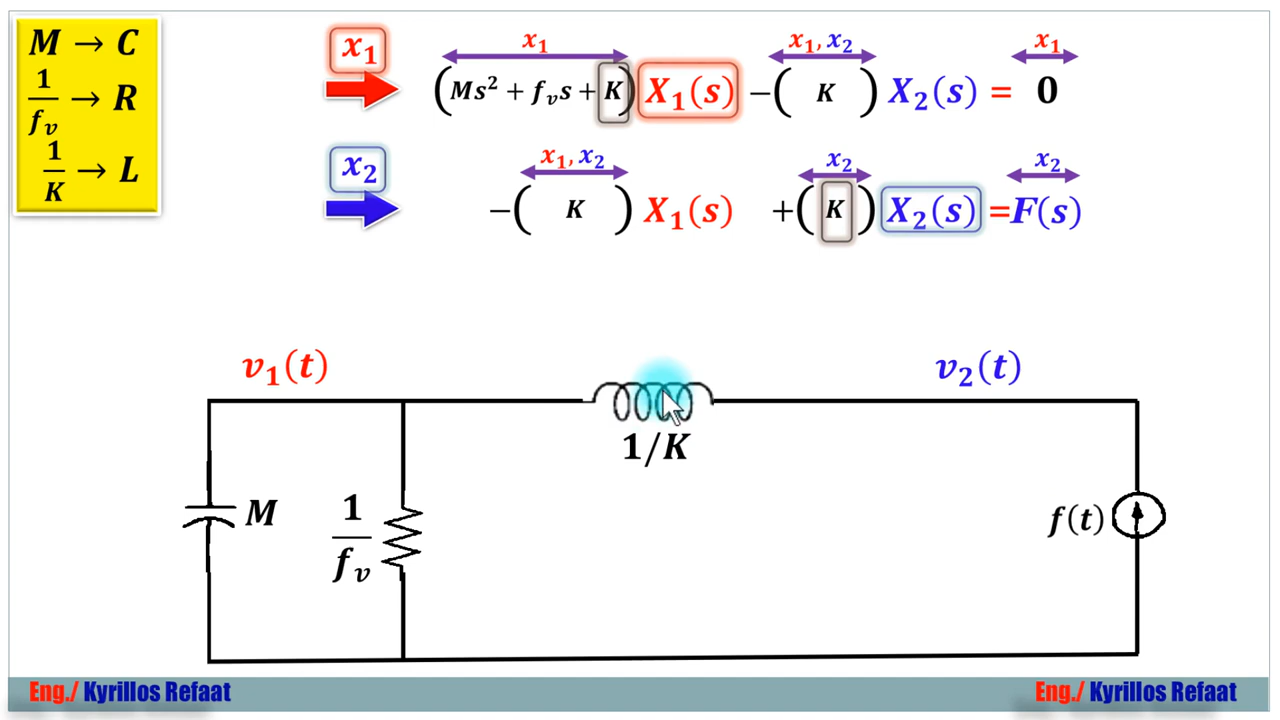 M → C
1/f_v → R
1/K → L
x₁
x₁ x₁, x₂ x₁
(Ms² + f_v s + K) X₁(s) −( K ) X₂(s) = 0
x₂
x₁, x₂ x₂ x₂
−( K ) X₁(s) +(K) X₂(s) =F(s)
v₁(t) v₂(t)
1/K
M 1/f_v f(t)
Eng./ Kyrillos Refaat Eng./ Kyrillos Refaat